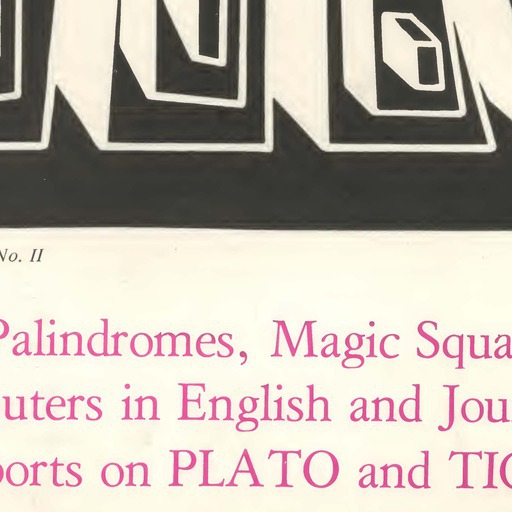 No. II
Palindromes, Magic Squa
uters in English and Jou
ports on PLATO and TIC